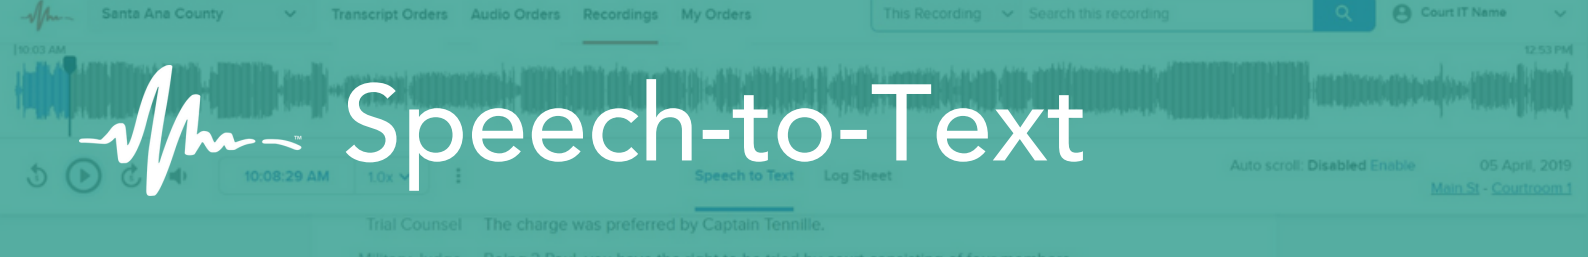 Santa Ana County Transcript Orders Audio Orders Recordings My Orders This Recording Search this recording Court IT Name
10:03 AM 12:53 PM
Speech-to-Text
™
5 10:08:29 AM 1.0x Speech to Text Log Sheet Auto scroll: Disabled Enable 05 April, 2019
Main St - Courtroom 1
Trial Counsel The charge was preferred by Captain Tennille.